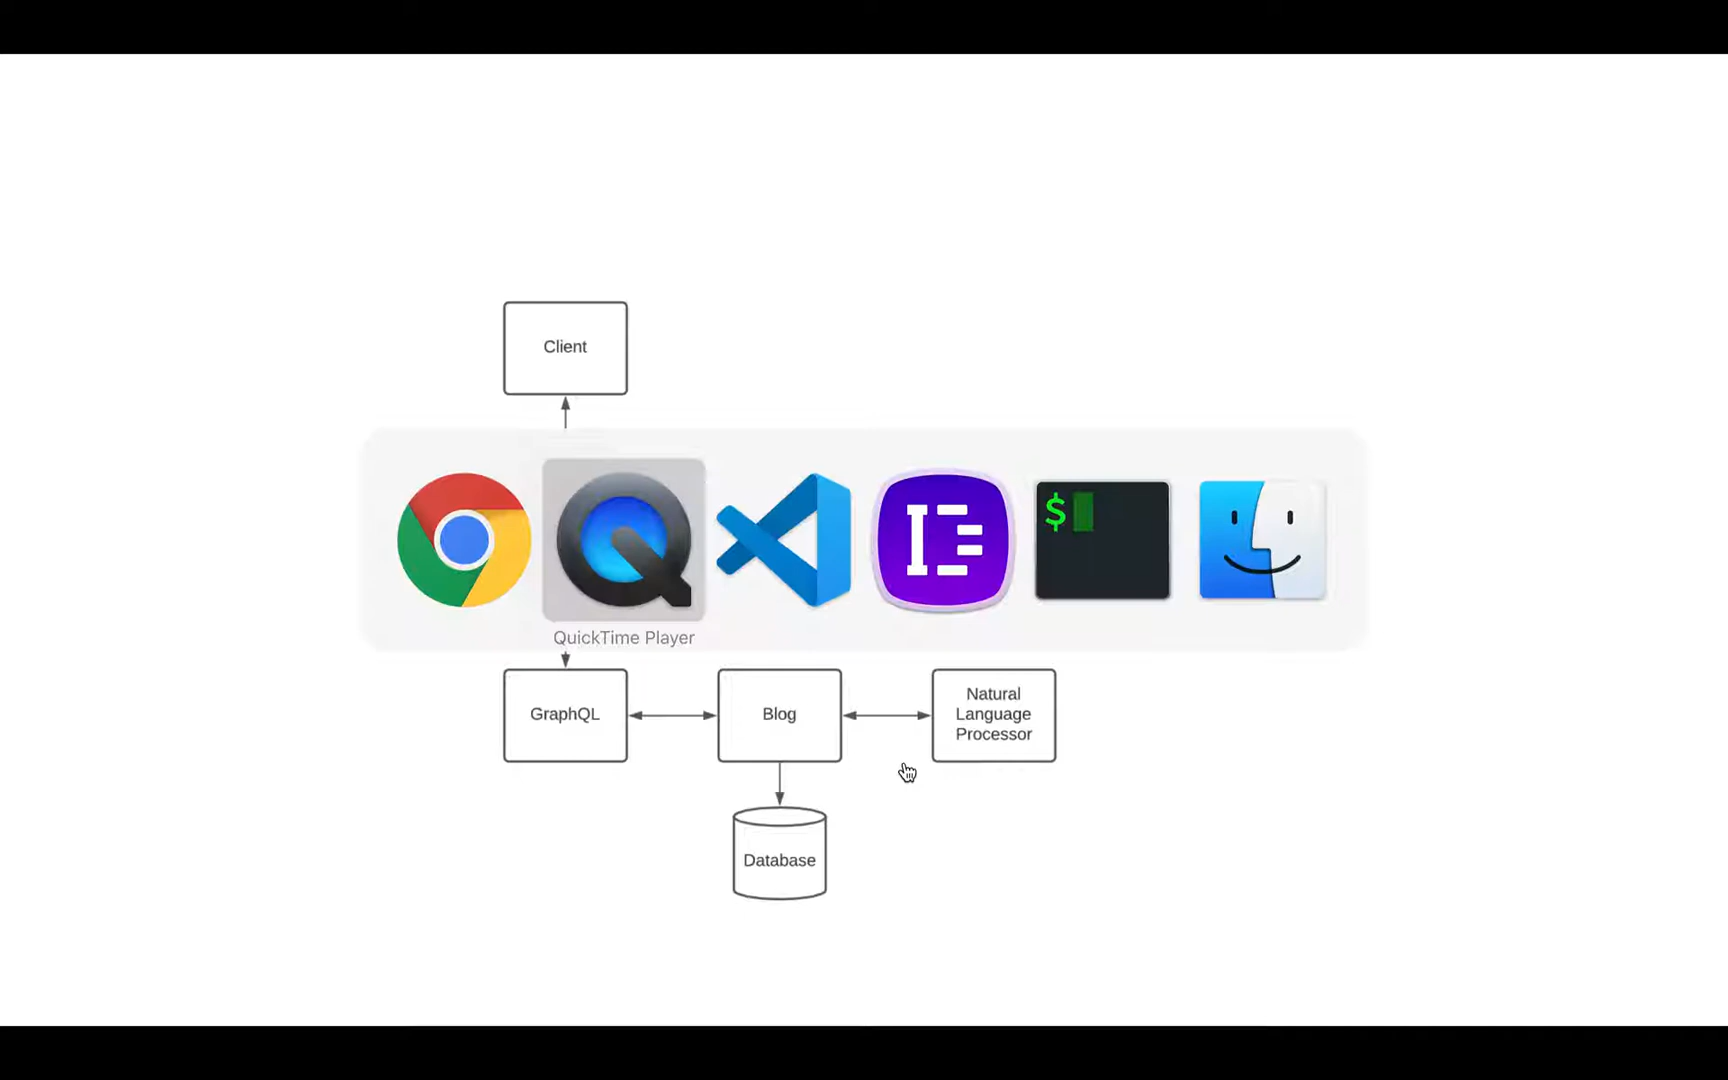 Client
$
QuickTime Player
GraphQL
Blog
Natural
Language
Processor
Database